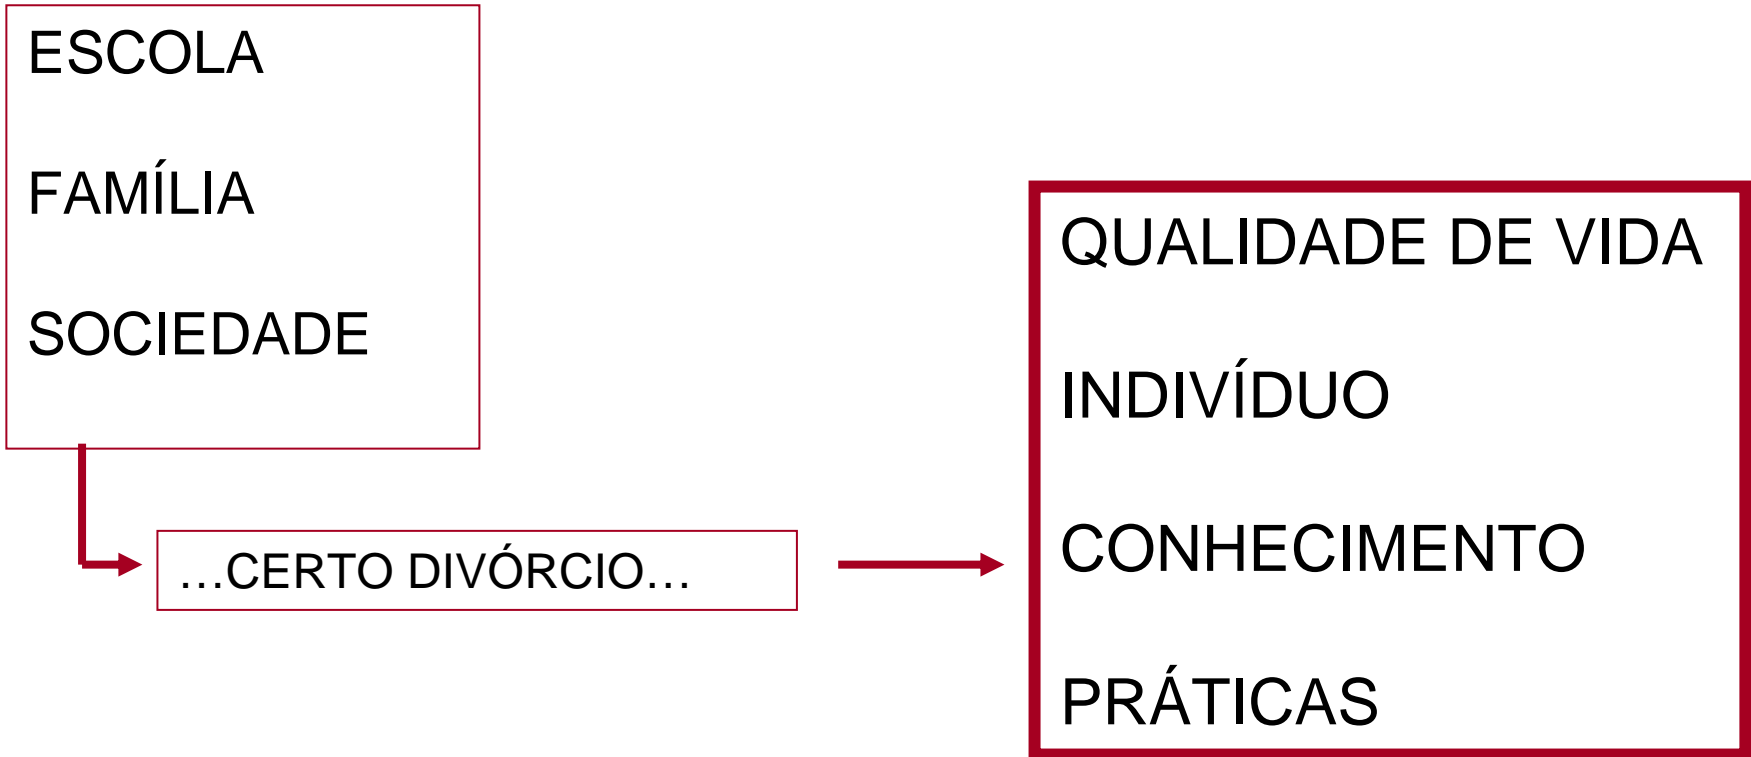 ESCOLA
FAMÍLIA
SOCIEDADE
…CERTO DIVÓRCIO…
QUALIDADE DE VIDA
INDIVÍDUO
CONHECIMENTO
PRÁTICAS